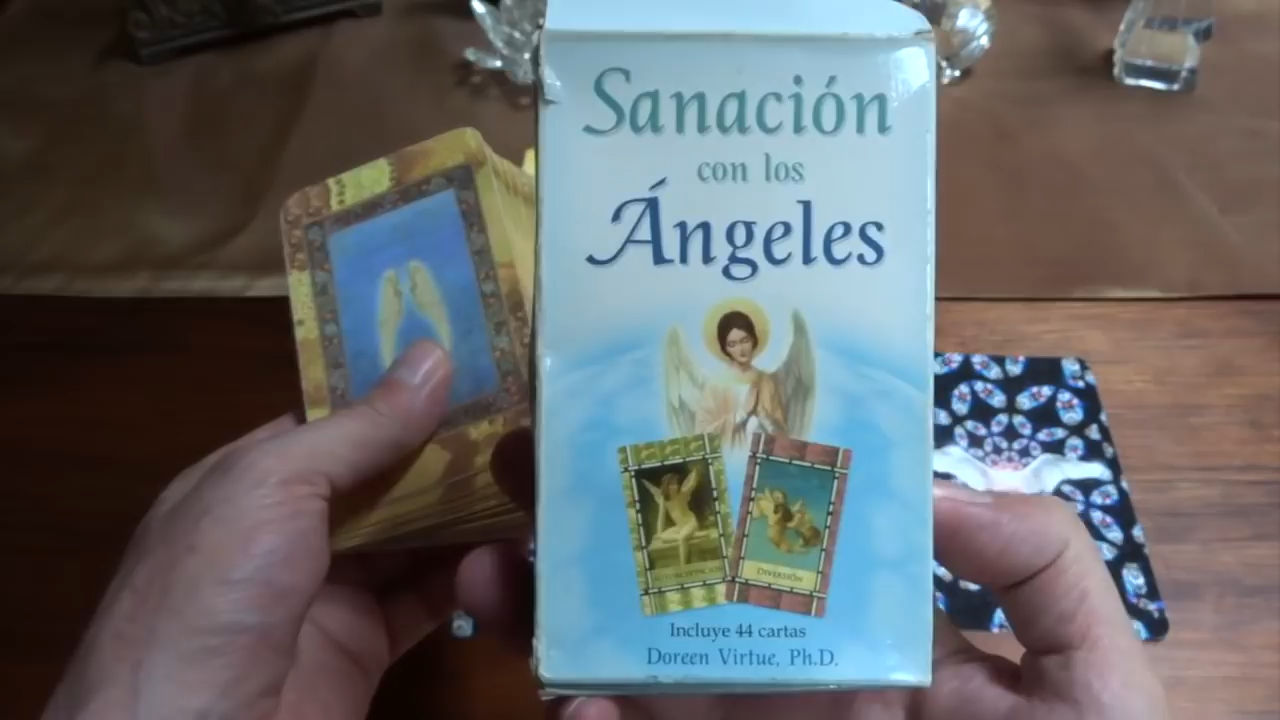 Sanación
con los
Ángeles
DIVERSIÓN
Incluye 44 cartas
Doreen Virtue, Ph.D.